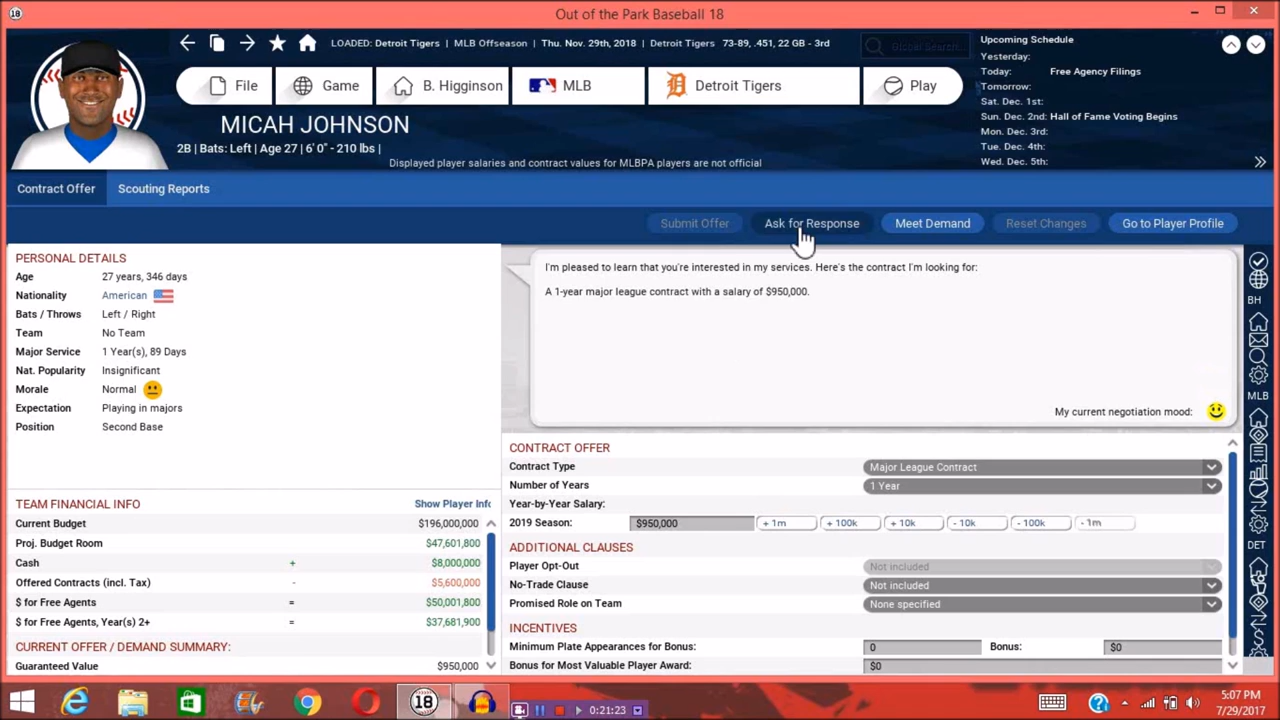 18
Out of the Park Baseball 18
LOADED: Detroit Tigers | MLB Offseason | Thu. Nov. 29th, 2018 | Detroit Tigers 73-89, .451, 22 GB - 3rd
Upcoming Schedule
Yesterday:
Today: Free Agency Filings
Tomorrow:
Sat. Dec. 1st:
Sun. Dec. 2nd: Hall of Fame Voting Begins
Mon. Dec. 3rd:
Tue. Dec. 4th:
Wed. Dec. 5th:
File
Game
B. Higginson
MLB
Detroit Tigers
Play
MICAH JOHNSON
2B | Bats: Left | Age 27 | 6' 0" - 210 lbs |
Displayed player salaries and contract values for MLBPA players are not official
Contract Offer
Scouting Reports
Submit Offer
Ask for Response
Meet Demand
Reset Changes
Go to Player Profile
PERSONAL DETAILS
Age 27 years, 346 days
Nationality American
Bats / Throws Left / Right
Team No Team
Major Service 1 Year(s), 89 Days
Nat. Popularity Insignificant
Morale Normal
Expectation Playing in majors
Position Second Base
I'm pleased to learn that you're interested in my services. Here's the contract I'm looking for:
A 1-year major league contract with a salary of $950,000.
My current negotiation mood:
TEAM FINANCIAL INFO Show Player Info
Current Budget $196,000,000
Proj. Budget Room $47,601,800
Cash + $8,000,000
Offered Contracts (incl. Tax) - $5,600,000
$ for Free Agents = $50,001,800
$ for Free Agents, Year(s) 2+ = $37,681,900
CURRENT OFFER / DEMAND SUMMARY:
Guaranteed Value $950,000
CONTRACT OFFER
Contract Type Major League Contract
Number of Years 1 Year
Year-by-Year Salary:
2019 Season: $950,000 + 1m + 100k + 10k - 10k - 100k - 1m
ADDITIONAL CLAUSES
Player Opt-Out Not included
No-Trade Clause Not included
Promised Role on Team None specified
INCENTIVES
Minimum Plate Appearances for Bonus: 0 Bonus: $0
Bonus for Most Valuable Player Award: $0
BH
MLB
DET
18
0:21:23
5:07 PM
7/29/2017